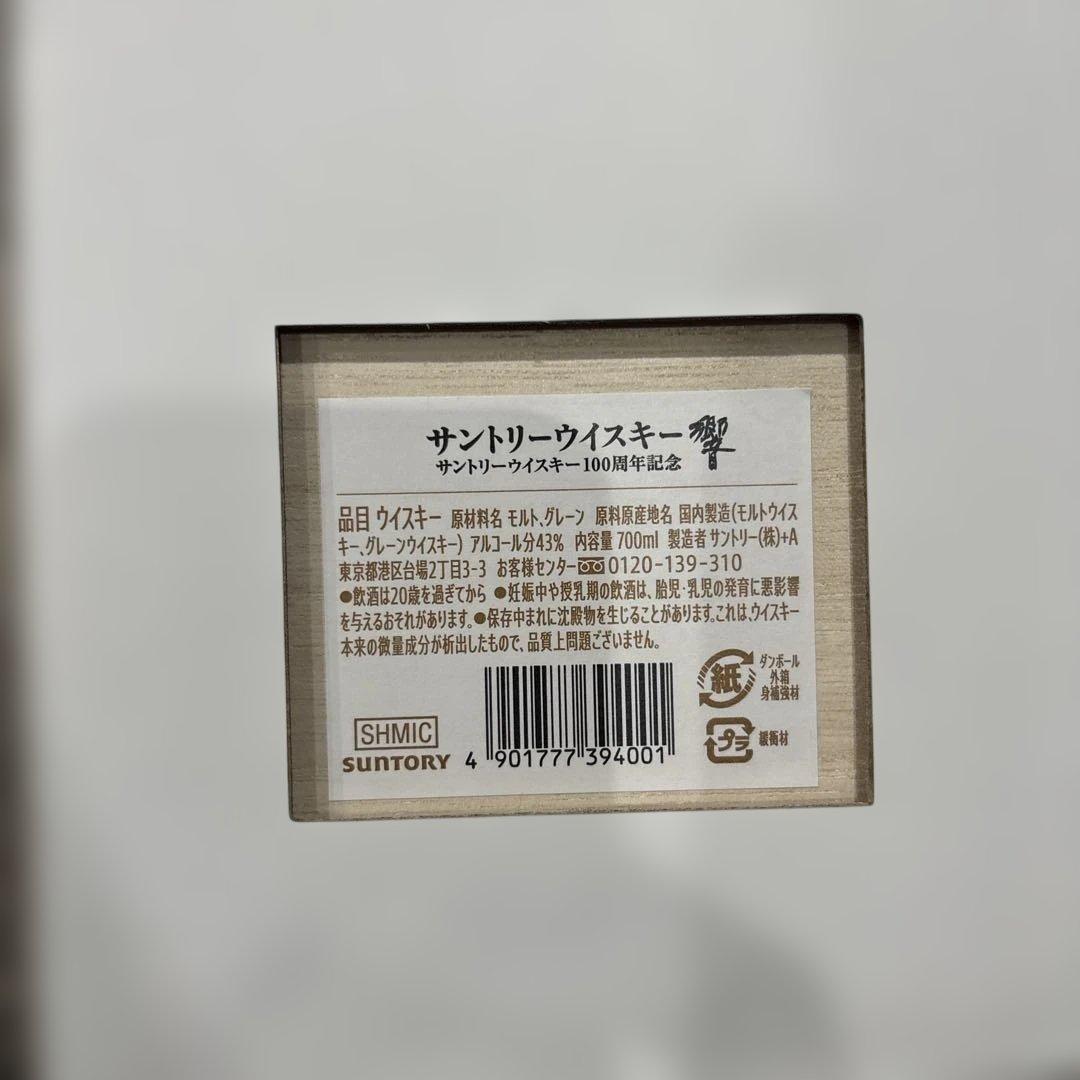 サントリーウイスキー響
サントリーウイスキー100周年記念
品目 ウイスキー 原材料名 モルト、グレーン 原料原産地名 国内製造(モルトウイス
キー、グレーンウイスキー) アルコール分43% 内容量 700ml 製造者 サントリー(株)+A
東京都港区台場2丁目3-3 お客様センター 0120-139-310
●飲酒は20歳を過ぎてから ●妊娠中や授乳期の飲酒は、胎児・乳児の発育に悪影響
を与えるおそれがあります。●保存中まれに沈殿物を生じることがあります。これは、ウイスキー
本来の微量成分が析出したもので、品質上問題ございません。
紙
ダンボール
外箱
身補強材
プラ
緩衝材
SHMIC
SUNTORY
4 901777 394001